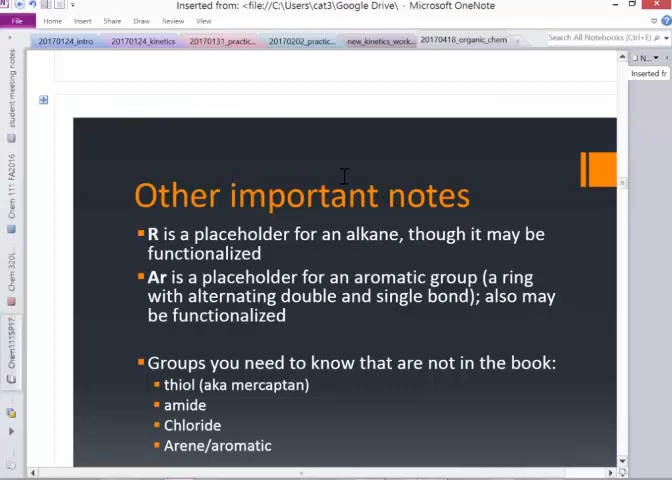 Inserted from: <file://C:\Users\cat3\Google Drive\ - Microsoft OneNote
File Home Insert Share Draw Review View
20170124_intro 20170124_kinetics 20170131_practic... 20170202_practic... new_kinetics_work... 20170418_organic_chem Search All Notebooks (Ctrl+E)
N...
Inserted fr
student meeting notes
Chem 111 FA2016
Chem 320L...
Chem111SP17
Other important notes
R is a placeholder for an alkane, though it may be
functionalized
Ar is a placeholder for an aromatic group (a ring
with alternating double and single bond); also may
be functionalized
Groups you need to know that are not in the book:
thiol (aka mercaptan)
amide
Chloride
Arene/aromatic